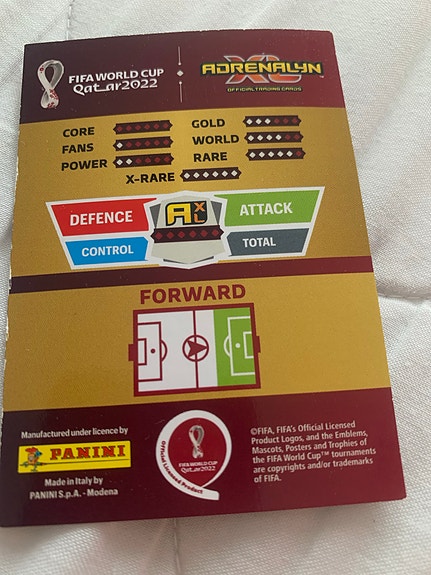 FIFA WORLD CUP
Qatar2022
ADRENALYN
XL
OFFICIAL TRADING CARDS
CORE
GOLD
FANS
WORLD
POWER
RARE
X-RARE
DEFENCE
AXL
ATTACK
CONTROL
TOTAL
FORWARD
Manufactured under licence by
PANINI
Made in Italy by
PANINI S.p.A. - Modena
FIFA WORLD CUP
Qatar2022
Official Licensed Product
©FIFA, FIFA's Official Licensed
Product Logos, and the Emblems,
Mascots, Posters and Trophies of
the FIFA World Cup™ tournaments
are copyrights and/or trademarks
of FIFA.